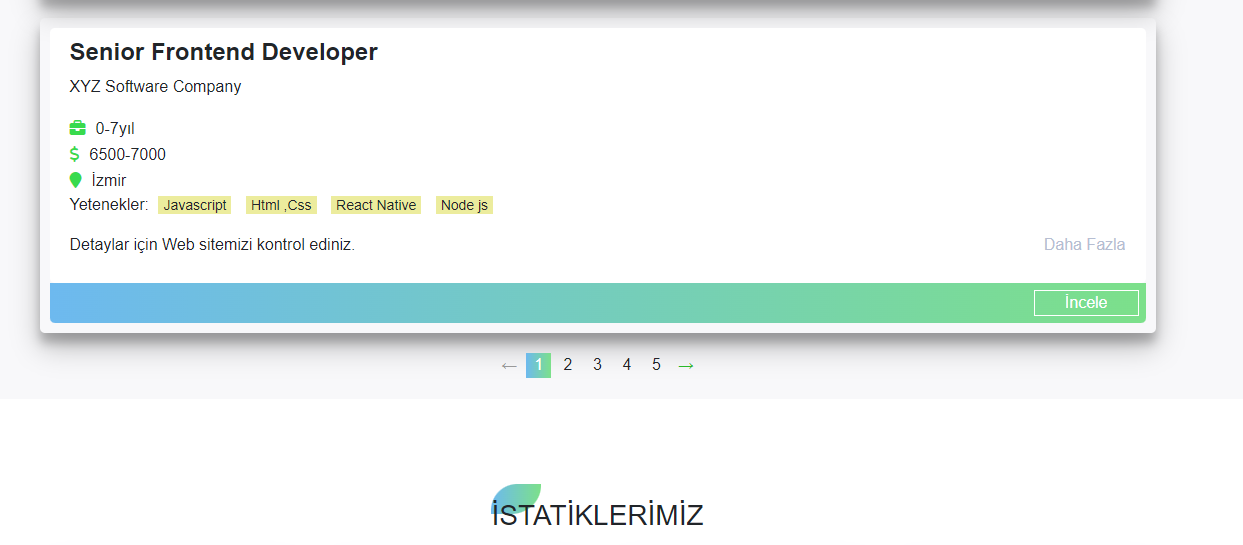 Senior Frontend Developer
XYZ Software Company
0-7yıl
6500-7000
İzmir
Yetenekler: Javascript Html ,Css React Native Node js
Detaylar için Web sitemizi kontrol ediniz. Daha Fazla
İncele
← 1 2 3 4 5 →
İSTATİKLERİMİZ